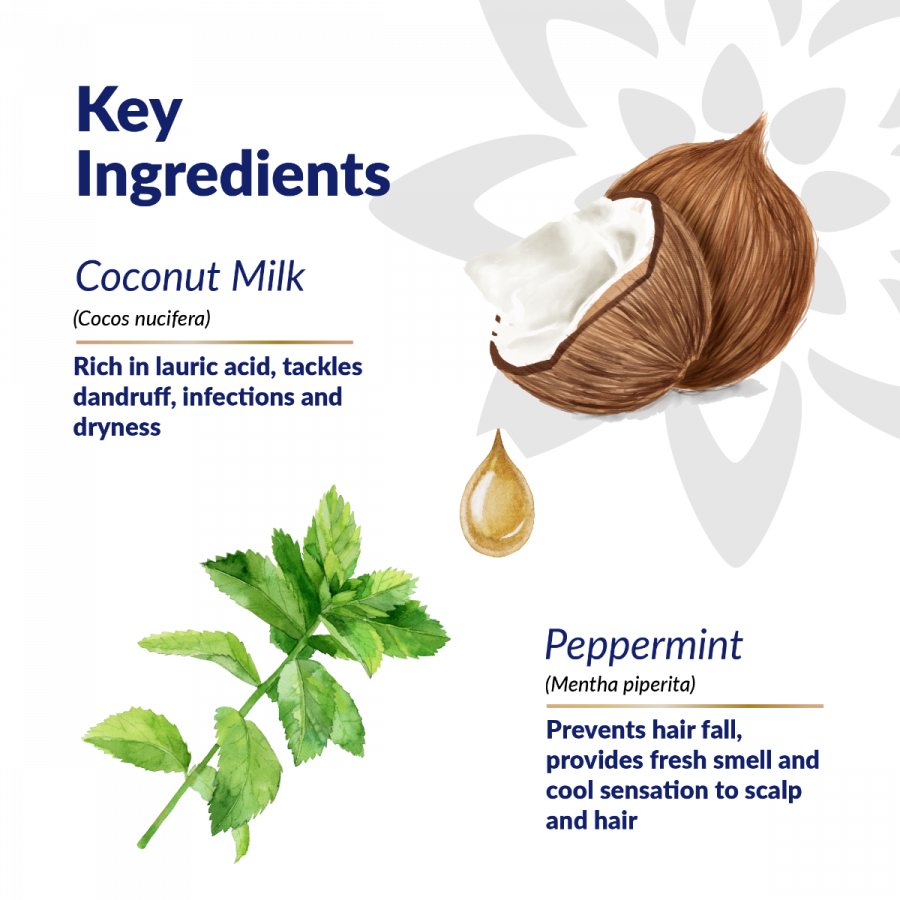 Key
Ingredients
Coconut Milk
(Cocos nucifera)
Rich in lauric acid, tackles
dandruff, infections and
dryness
Peppermint
(Mentha piperita)
Prevents hair fall,
provides fresh smell and
cool sensation to scalp
and hair